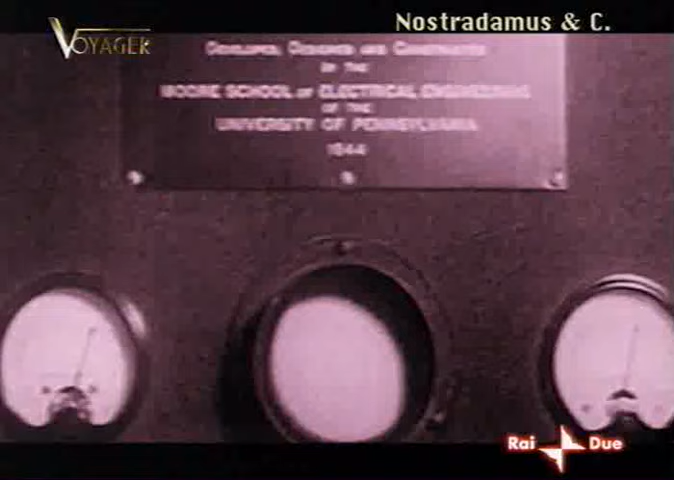 Nostradamus & C.
VOYAGER
DEVELOPED, DESIGNED AND CONSTRUCTED
BY THE
MOORE SCHOOL OF ELECTRICAL ENGINEERING
OF THE
UNIVERSITY OF PENNSYLVANIA
1944
Rai Due